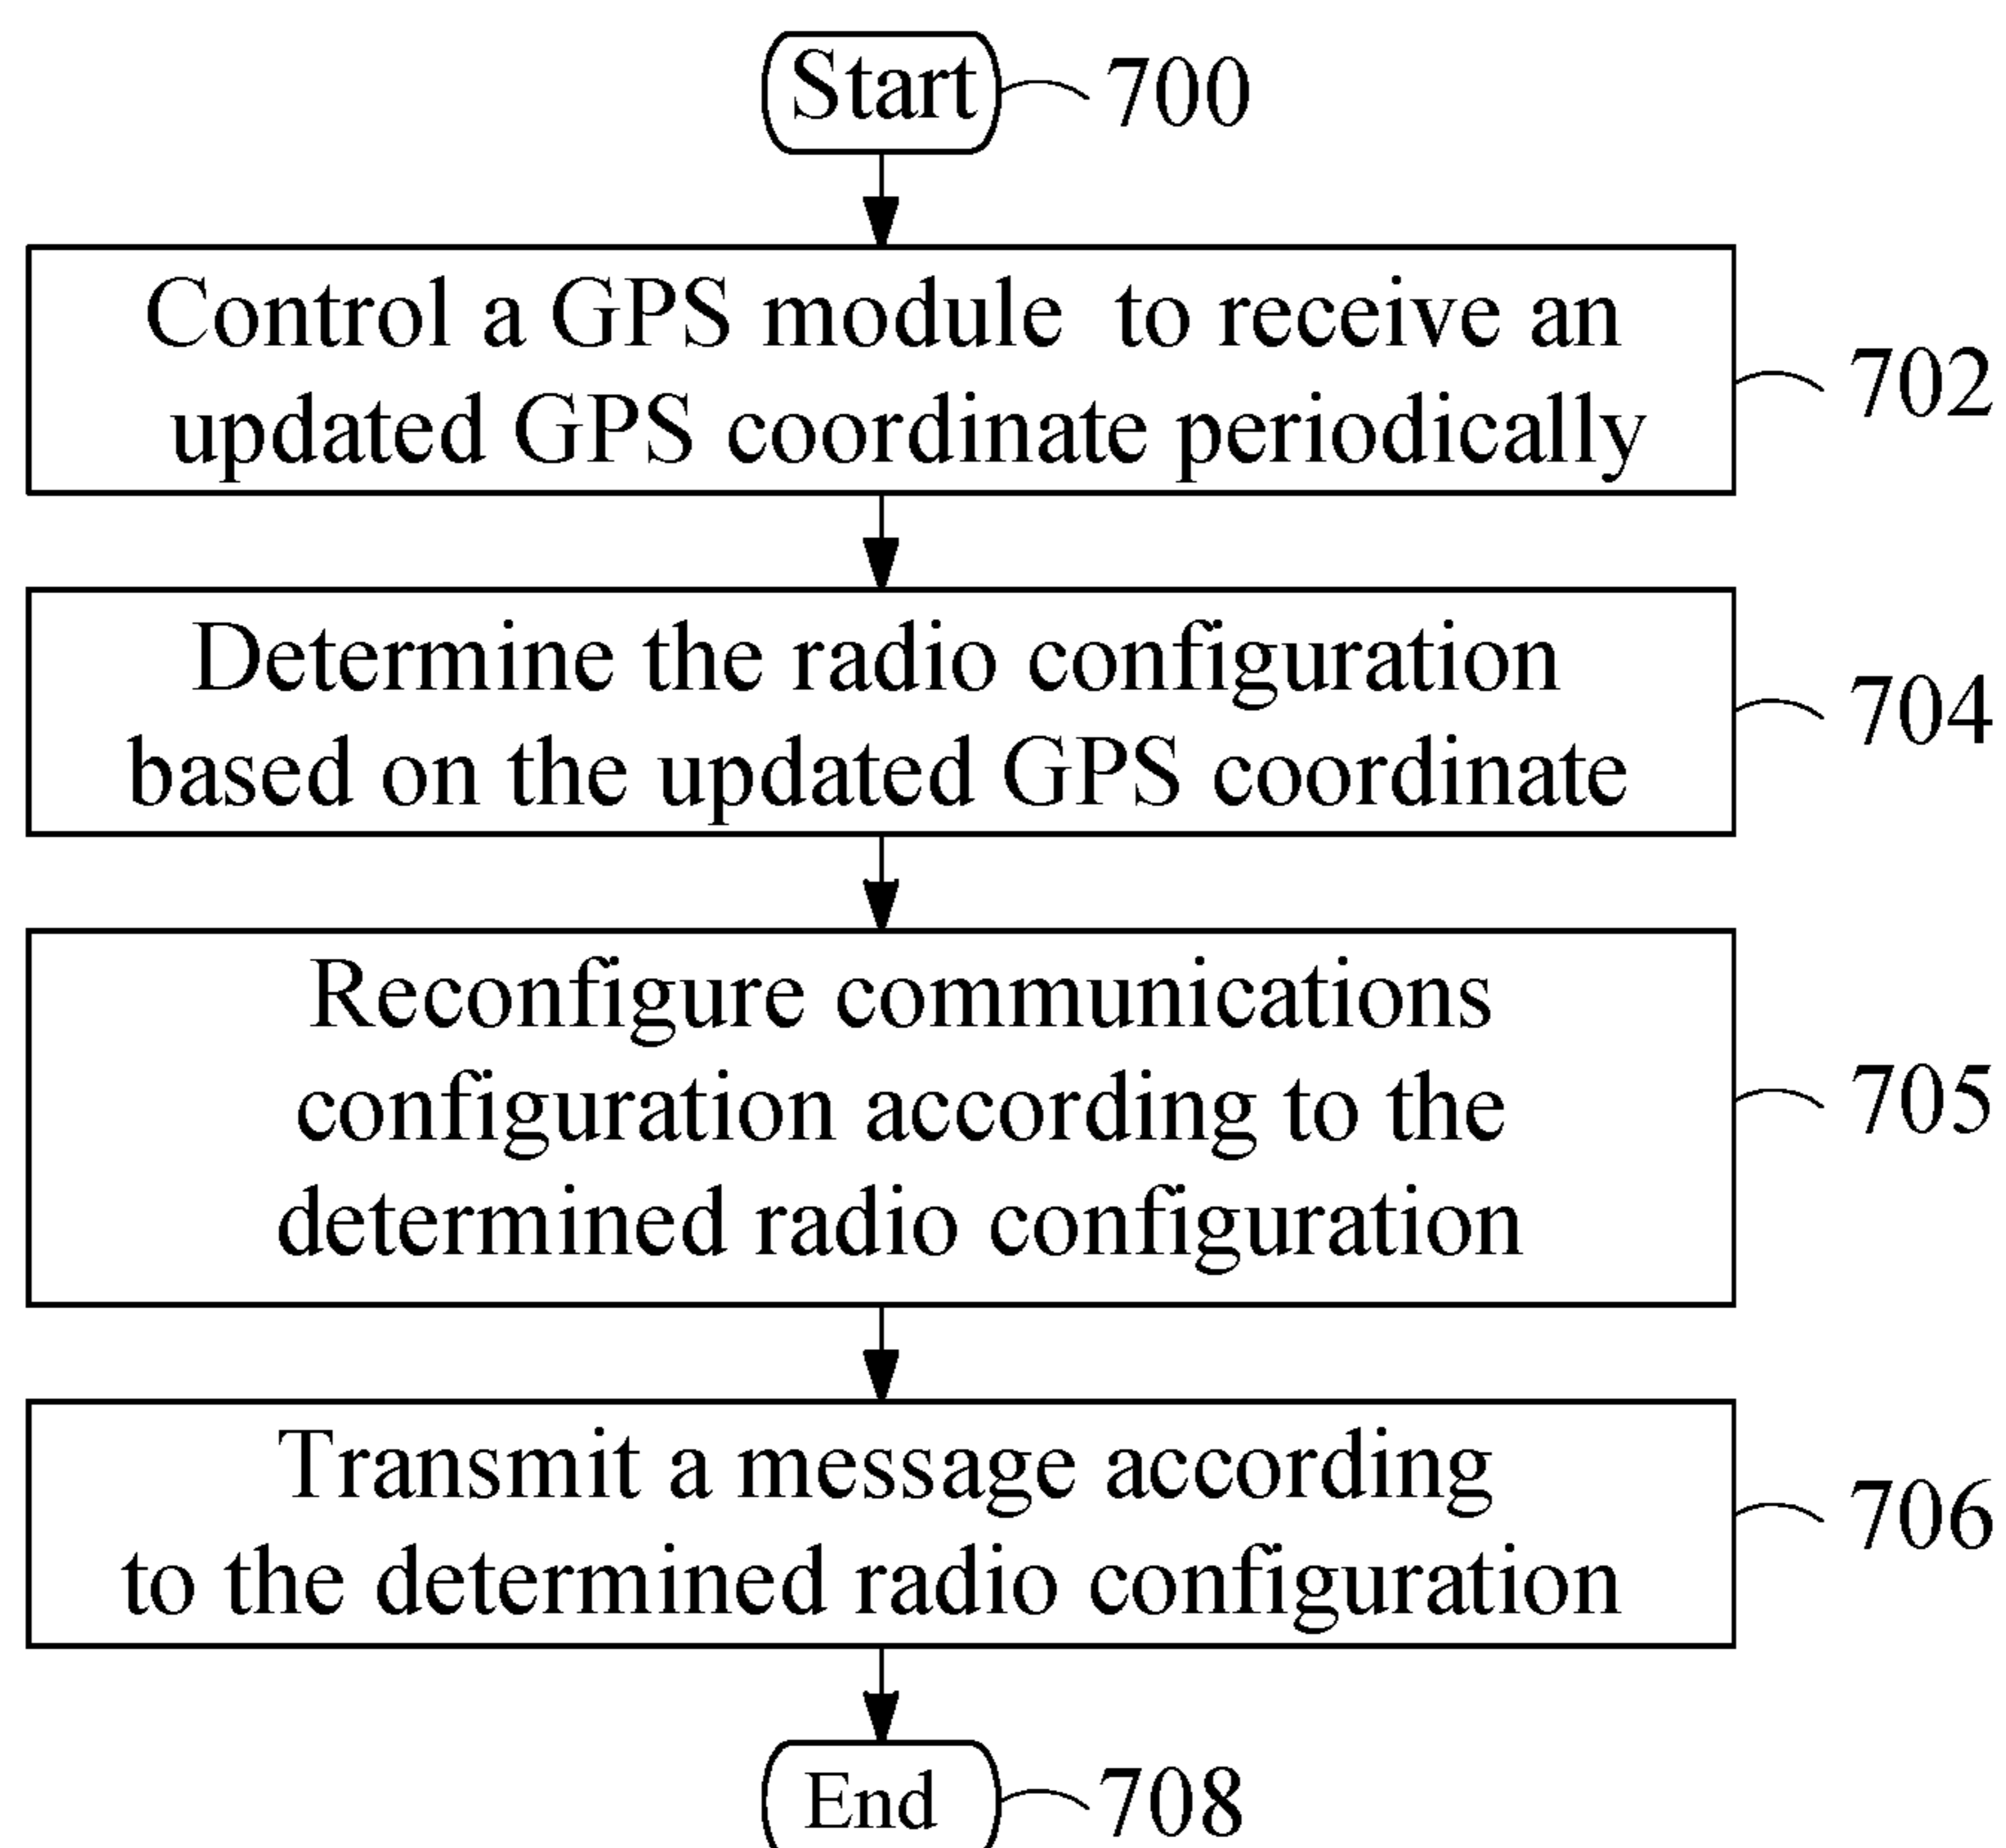 Start 700
Control a GPS module to receive an
updated GPS coordinate periodically
702
Determine the radio configuration
based on the updated GPS coordinate
704
Reconfigure communications
configuration according to the
determined radio configuration
705
Transmit a message according
to the determined radio configuration
706
End 708